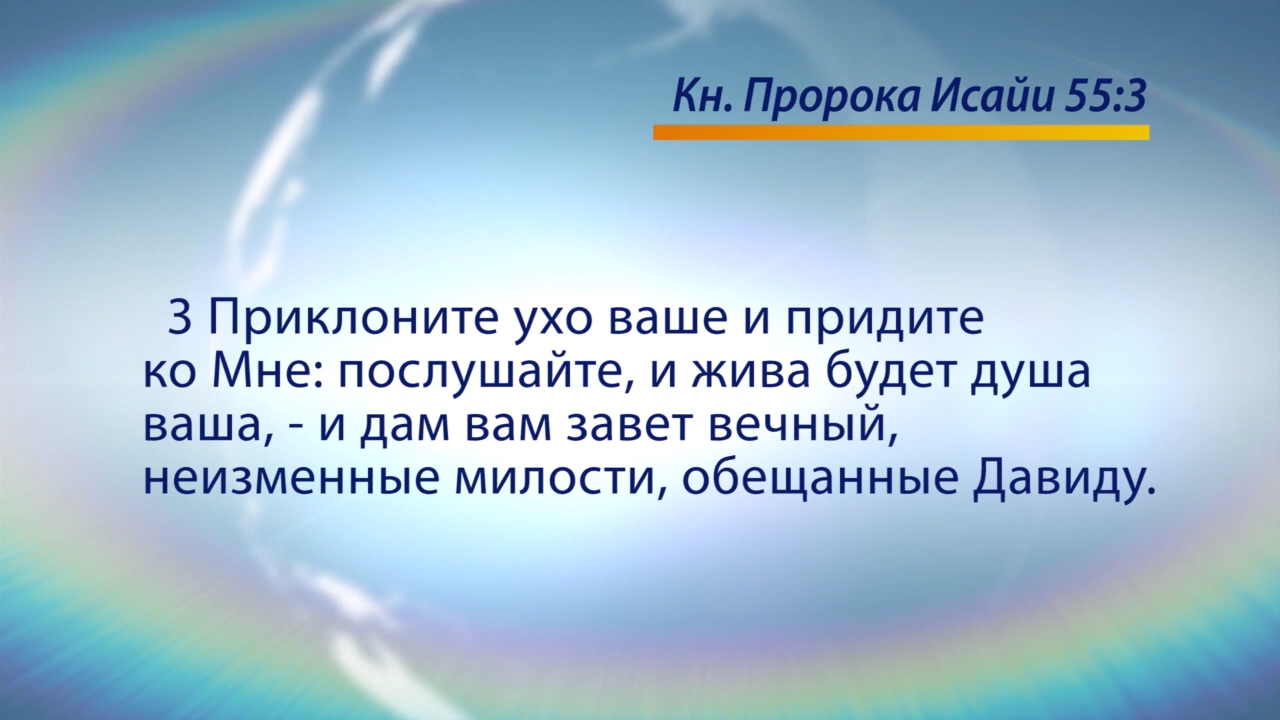 Кн. Пророка Исайи 55:3
3 Приклоните ухо ваше и придите
ко Мне: послушайте, и жива будет душа
ваша, - и дам вам завет вечный,
неизменные милости, обещанные Давиду.